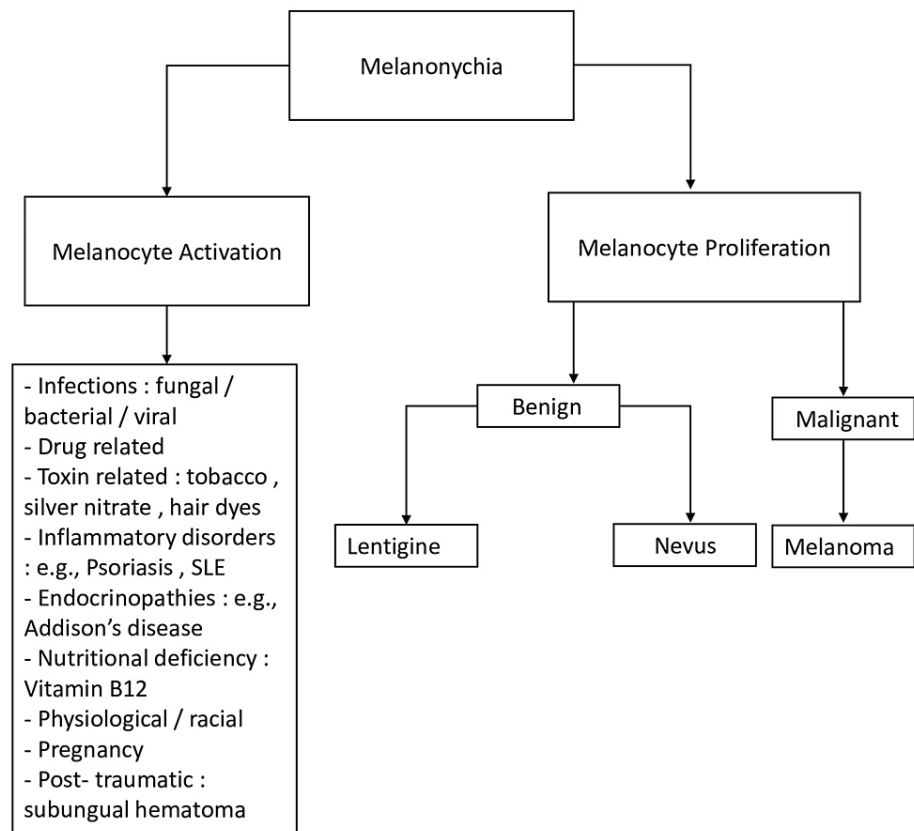 Melanonychia
Melanocyte Activation
Melanocyte Proliferation
- Infections : fungal /
bacterial / viral
- Drug related
- Toxin related : tobacco ,
silver nitrate , hair dyes
- Inflammatory disorders
: e.g., Psoriasis , SLE
- Endocrinopathies : e.g.,
Addison's disease
- Nutritional deficiency :
Vitamin B12
- Physiological / racial
- Pregnancy
- Post- traumatic :
subungual hematoma
Benign
Malignant
Lentigine
Nevus
Melanoma